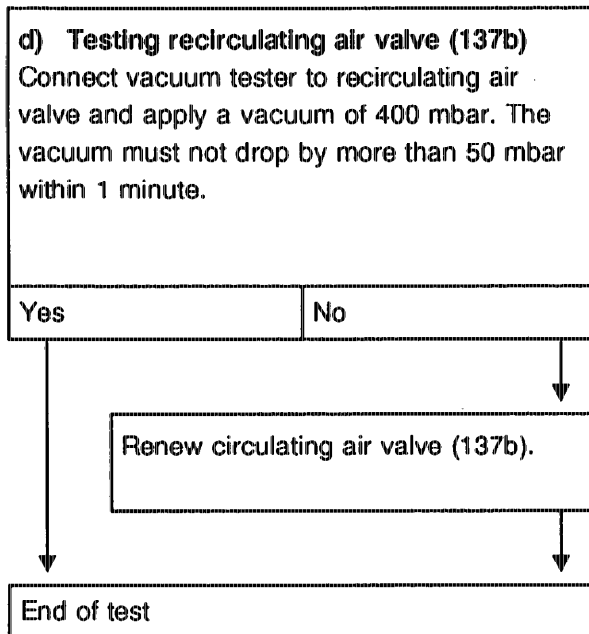 d) Testing recirculating air valve (137b)
Connect vacuum tester to recirculating air
valve and apply a vacuum of 400 mbar. The
vacuum must not drop by more than 50 mbar
within 1 minute.
Yes
No
Renew circulating air valve (137b).
End of test